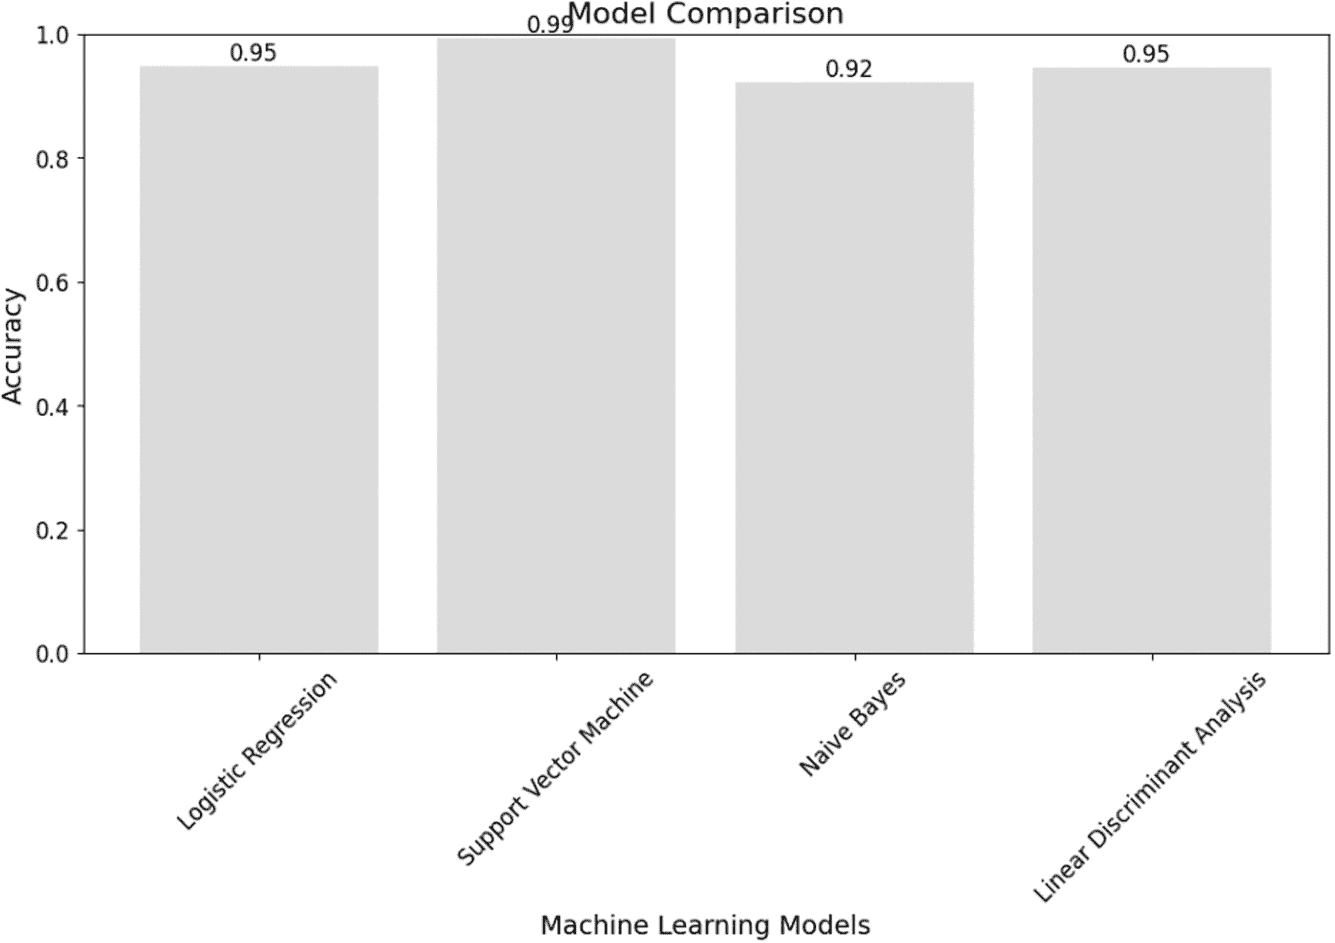 Model Comparison
0.95
0.99
0.92
0.95
1.0
0.8
0.6
0.4
0.2
0.0
Accuracy
Logistic Regression
Support Vector Machine
Naive Bayes
Linear Discriminant Analysis
Machine Learning Models